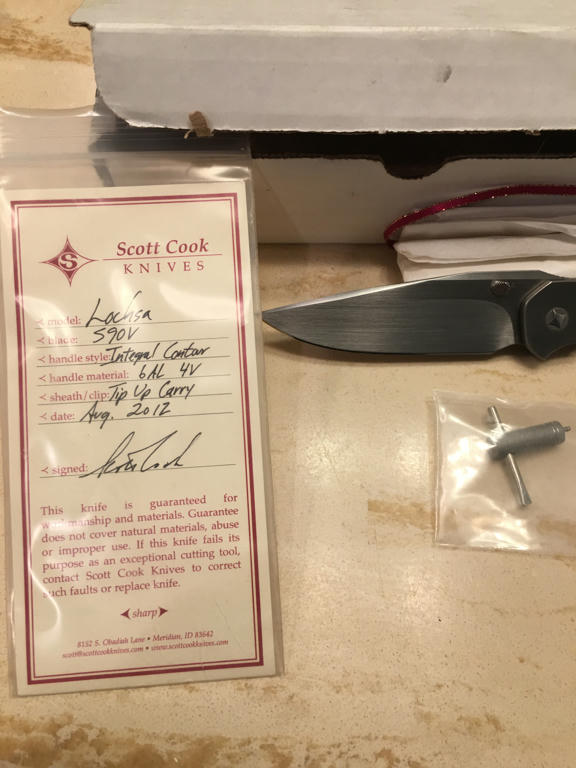 S
Scott Cook
KNIVES
model: Lochsa
blade: S90V
handle style: Integral Contour
handle material: 6AL 4V
sheath/clip: Tip Up Carry
date: Aug. 2012
signed: Scott Cook
This knife is guaranteed for
workmanship and materials. Guarantee
does not cover natural materials, abuse
or improper use. If this knife fails its
purpose as an exceptional cutting tool,
contact Scott Cook Knives to correct
such faults or replace knife.
sharp
8152 S. Obadiah Lane • Meridian, ID 83642
scott@scottcookknives.com • www.scottcookknives.com